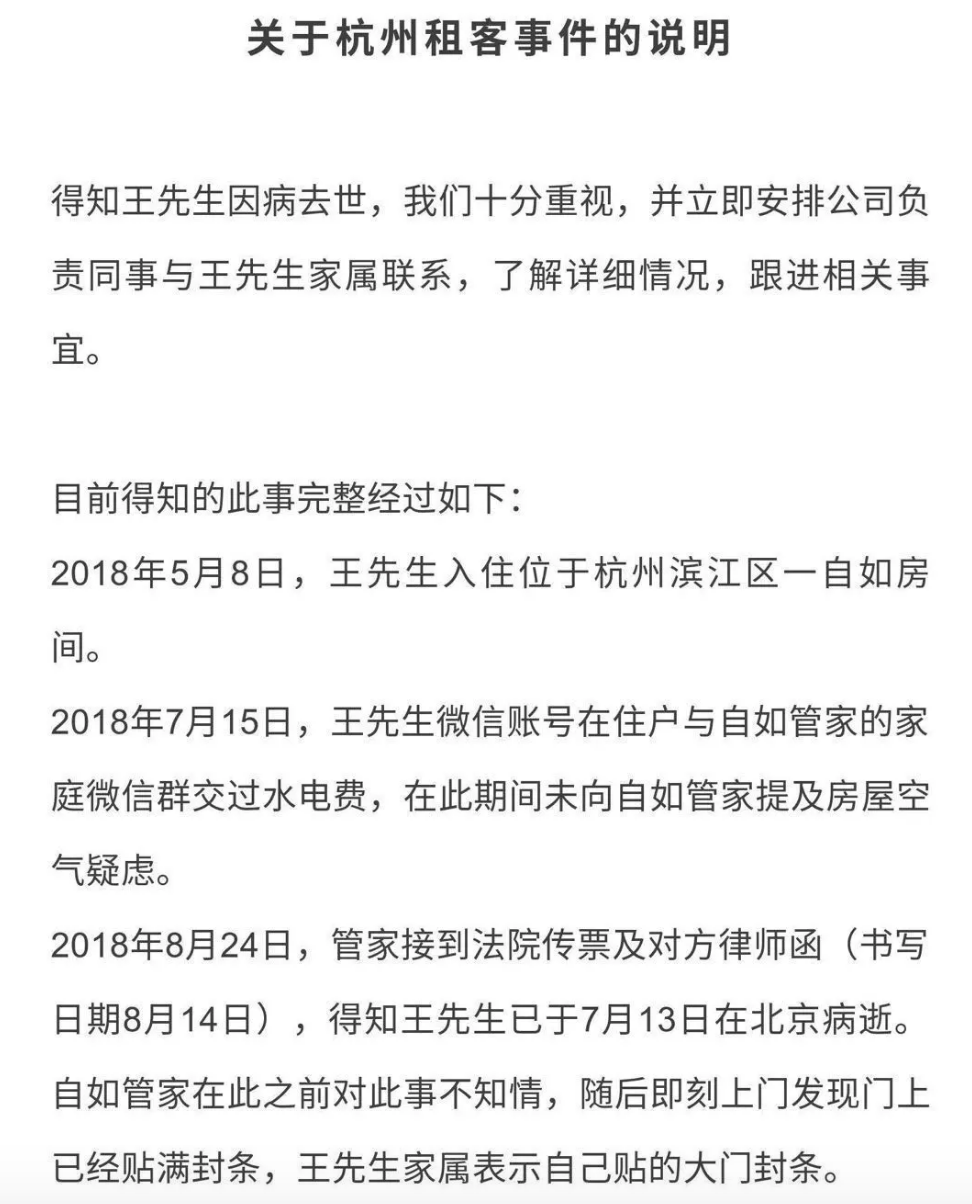 关于杭州租客事件的说明
得知王先生因病去世，我们十分重视，并立即安排公司负
责同事与王先生家属联系，了解详细情况，跟进相关事
宜。
目前得知的此事完整经过如下：
2018年5月8日，王先生入住位于杭州滨江区一自如房
间。
2018年7月15日，王先生微信账号在住户与自如管家的家
庭微信群交过水电费，在此期间未向自如管家提及房屋空
气疑虑。
2018年8月24日，管家接到法院传票及对方律师函（书写
日期8月14日），得知王先生已于7月13日在北京病逝。
自如管家在此之前对此事不知情，随后即刻上门发现门上
已经贴满封条，王先生家属表示自己贴的大门封条。